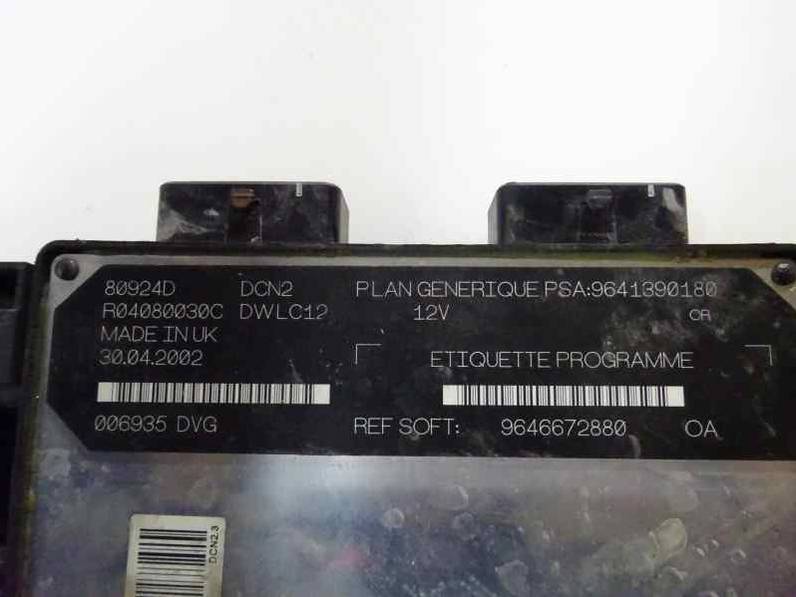 80924D DCN2 PLAN GENERIQUE PSA:9641390180
R04080030C DWLC12 12V CR
MADE IN UK
30.04.2002 ETIQUETTE PROGRAMME
006935 DVG REF SOFT: 9646672880 OA
DCN2.3